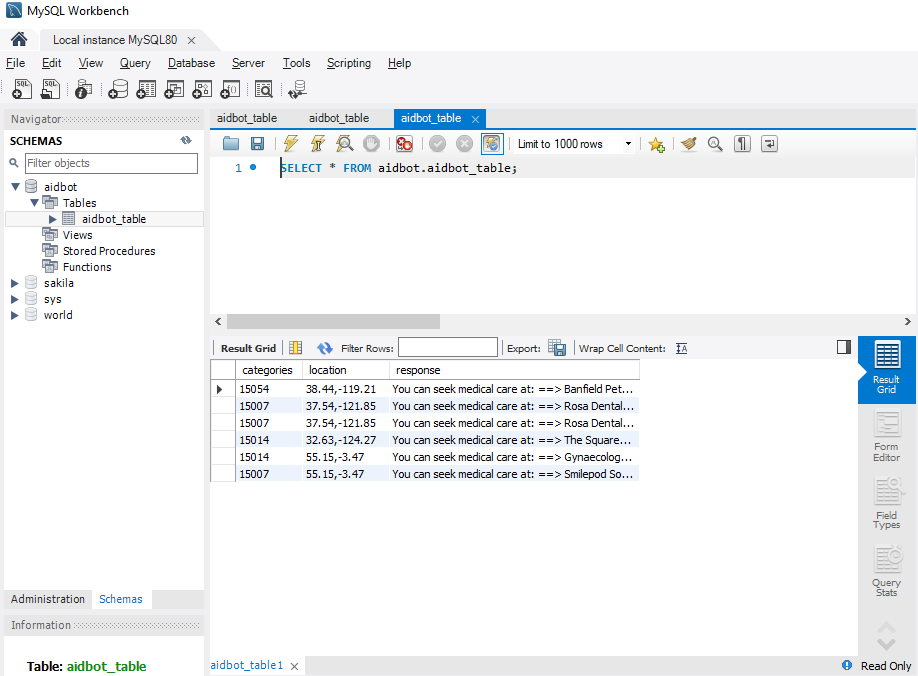 MySQL Workbench
Local instance MySQL80
File Edit View Query Database Server Tools Scripting Help
Navigator
SCHEMAS
Filter objects
aidbot
Tables
aidbot_table
Views
Stored Procedures
Functions
sakila
sys
world
Administration Schemas
Information
Table: aidbot_table
aidbot_table aidbot_table aidbot_table
Limit to 1000 rows
1 SELECT * FROM aidbot.aidbot_table;
Result Grid Filter Rows: Export: Wrap Cell Content:
categories location response
15054 38.44,-119.21 You can seek medical care at: ==> Banfield Pet...
15007 37.54,-121.85 You can seek medical care at: ==> Rosa Dental...
15007 37.54,-121.85 You can seek medical care at: ==> Rosa Dental...
15014 32.63,-124.27 You can seek medical care at: ==> The Square...
15014 55.15,-3.47 You can seek medical care at: ==> Gynaecolog...
15007 55.15,-3.47 You can seek medical care at: ==> Smilepod So...
Result
Grid
Form
Editor
Field
Types
Query
Stats
aidbot_table1
Read Only